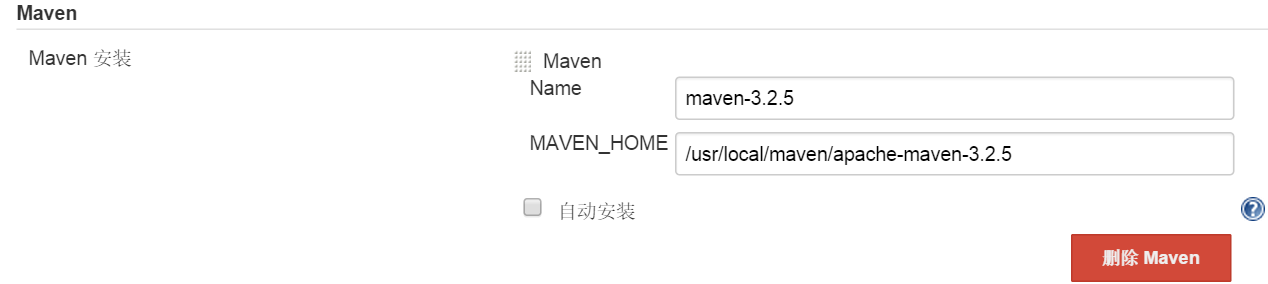 Maven
Maven 安装
Maven
Name
maven-3.2.5
MAVEN_HOME
/usr/local/maven/apache-maven-3.2.5
自动安装
?
删除 Maven